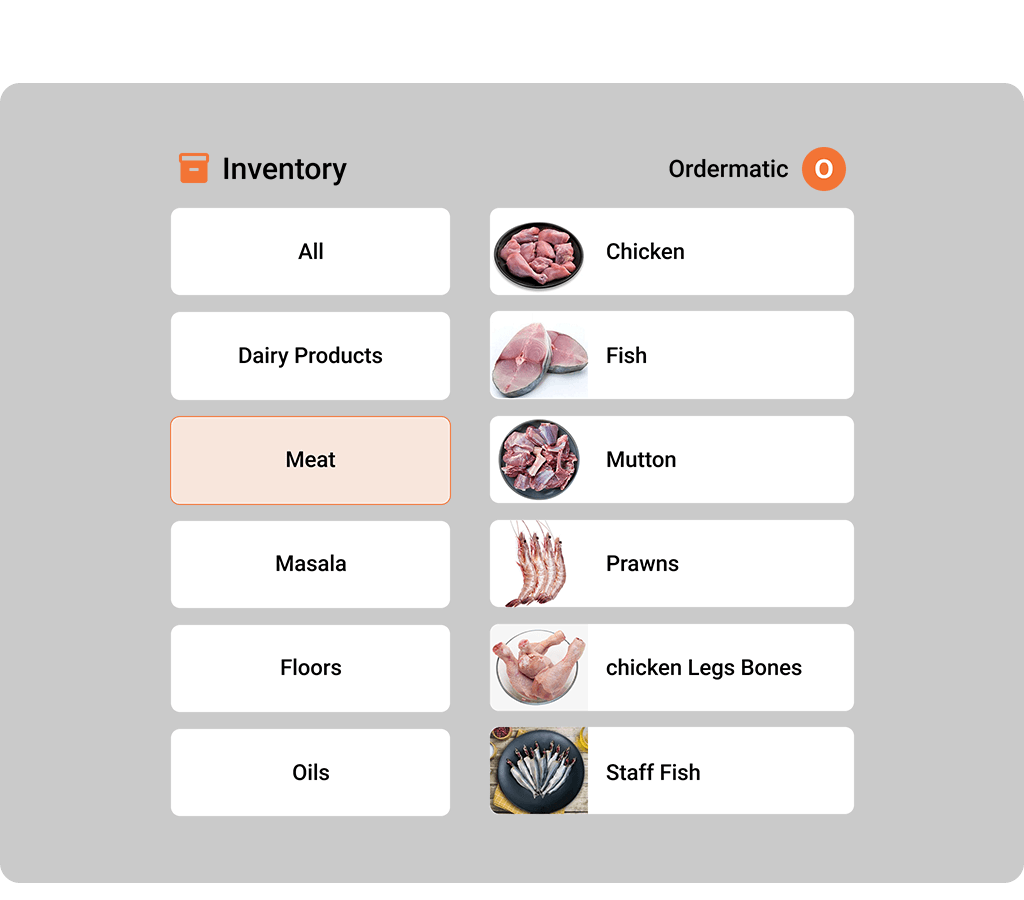 Inventory
Ordermatic
O
All
Dairy Products
Meat
Masala
Floors
Oils
Chicken
Fish
Mutton
Prawns
chicken Legs Bones
Staff Fish